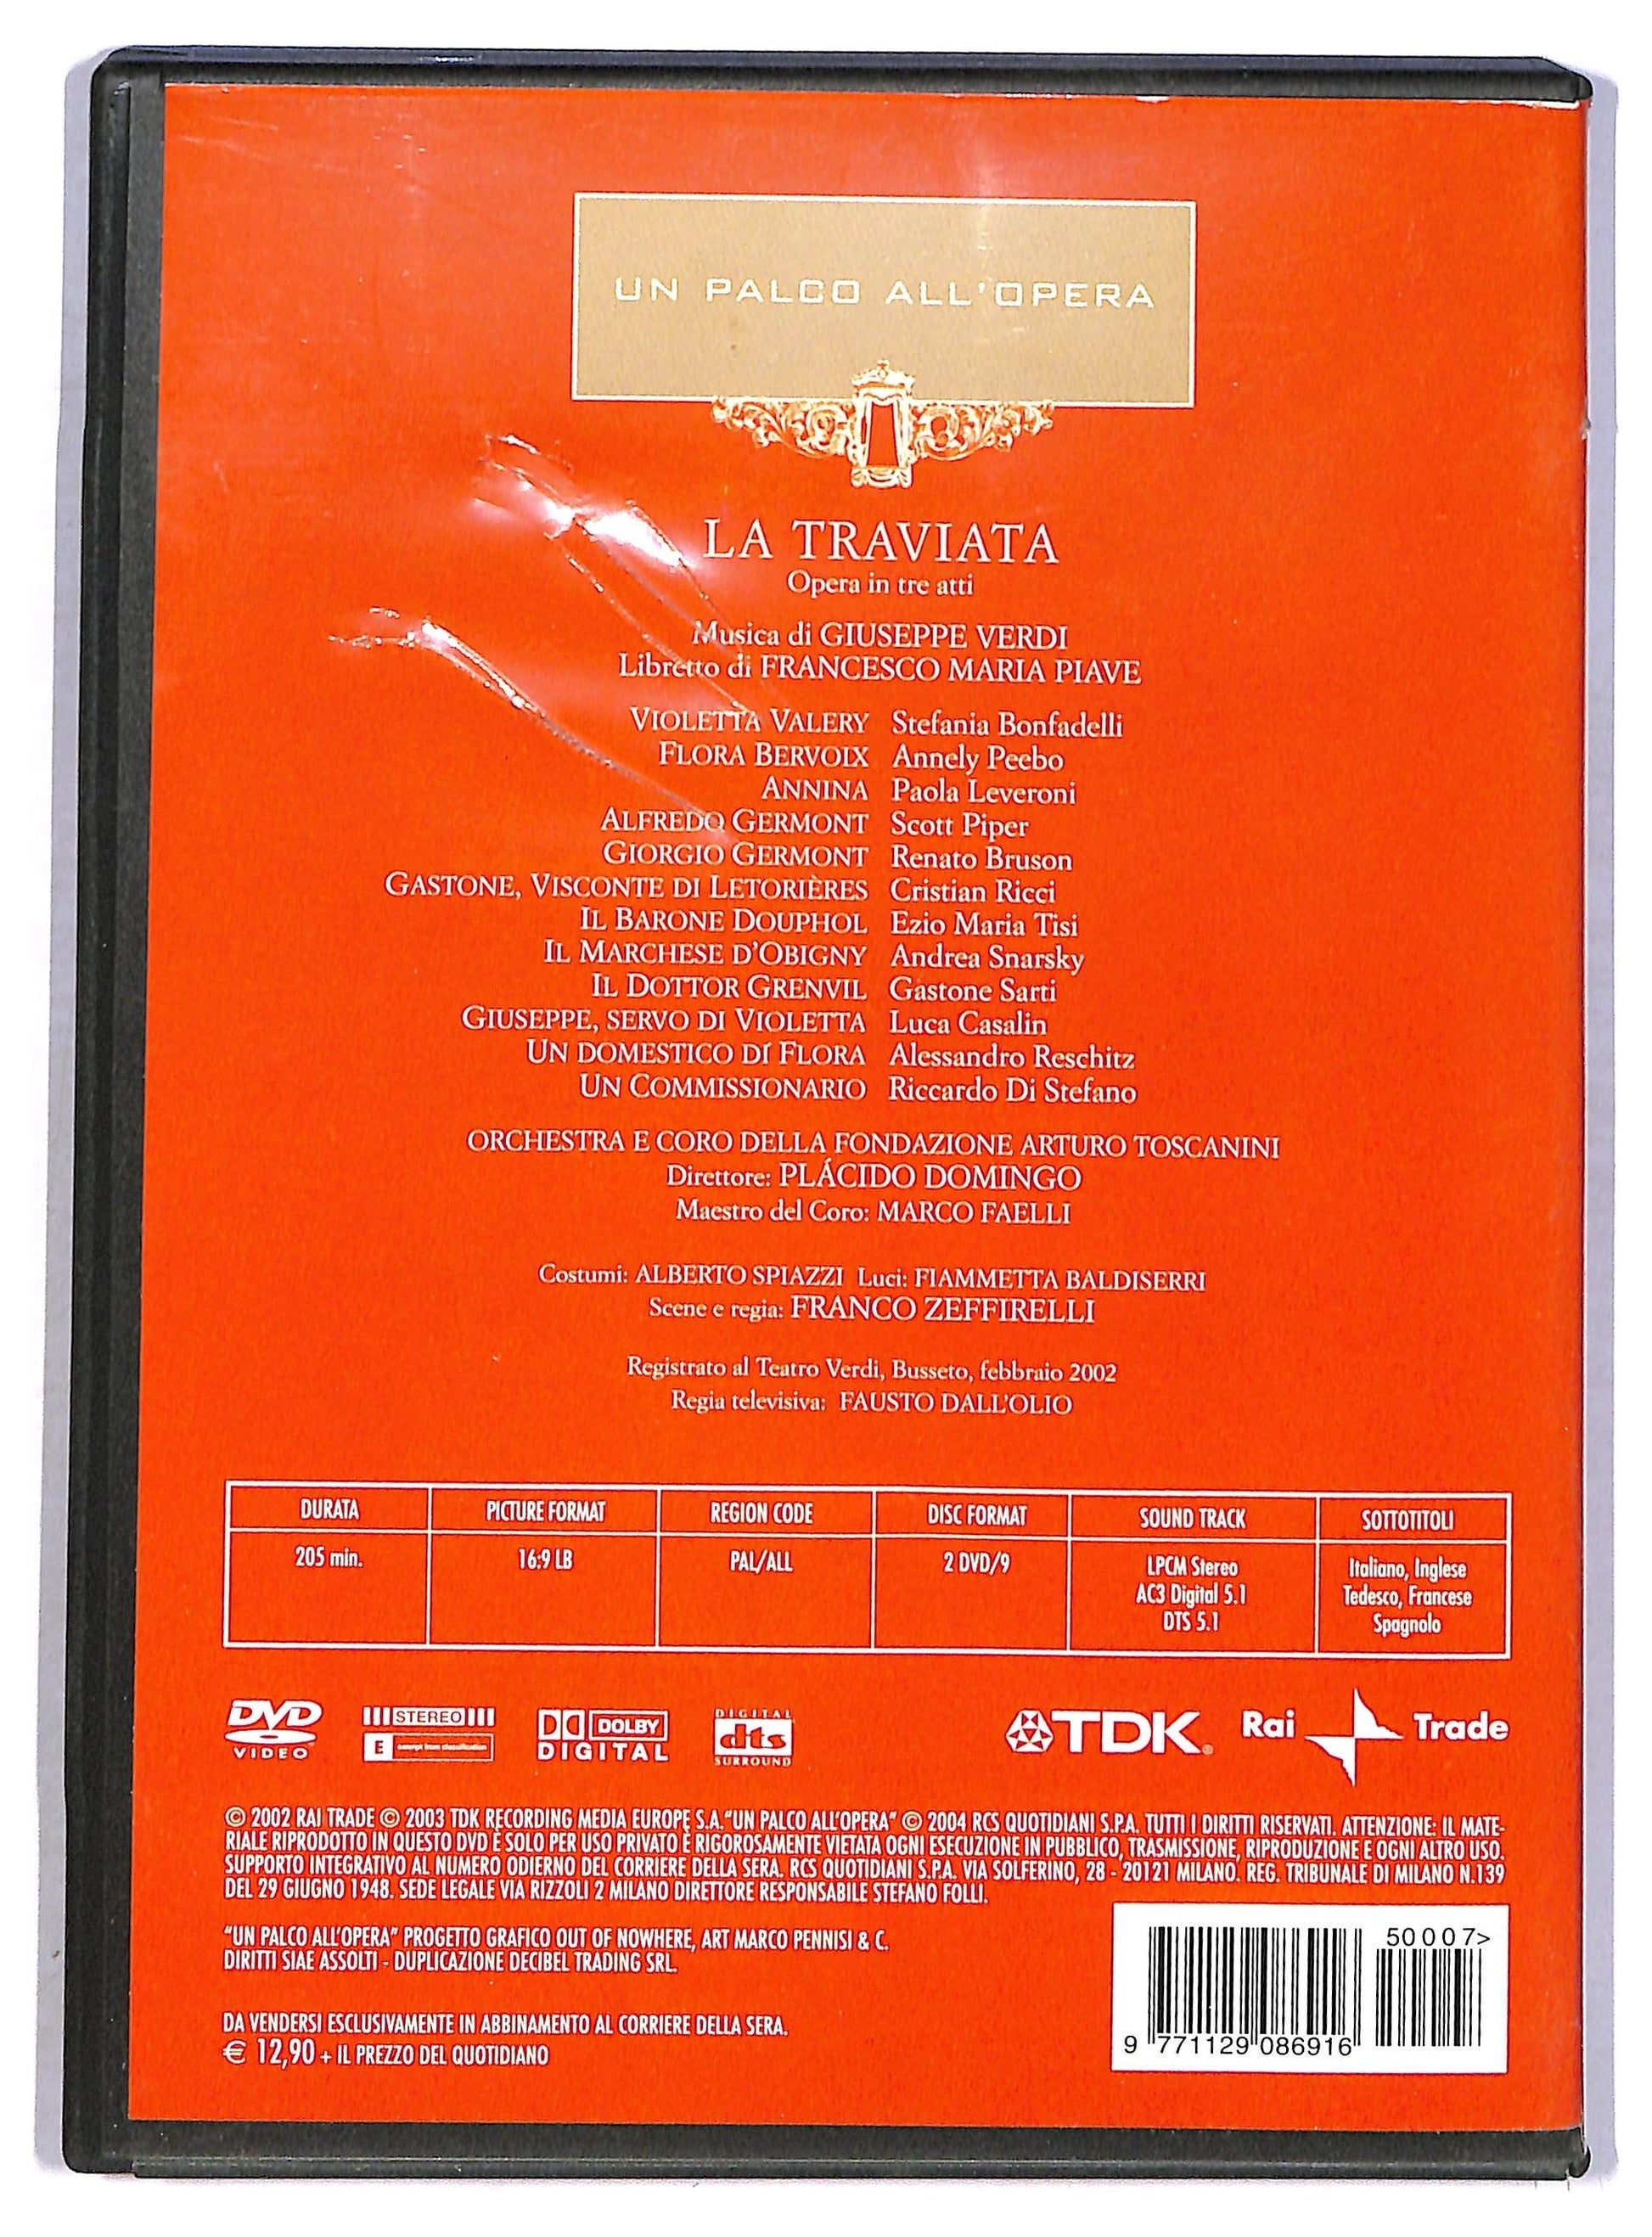 UN PALCO ALL'OPERA
LA TRAVIATA
Opera in tre atti
Musica di GIUSEPPE VERDI
Libretto di FRANCESCO MARIA PIAVE
VIOLETTA VALERY Stefania Bonfadelli
FLORA BERVOIX Annely Peebo
ANNINA Paola Leveroni
ALFREDO GERMONT Scott Piper
GIORGIO GERMONT Renato Bruson
GASTONE, VISCONTE DI LETORIÈRES Cristian Ricci
IL BARONE DOUPHOL Ezio Maria Tisi
IL MARCHESE D'OBIGNY Andrea Snarsky
IL DOTTOR GRENVIL Gastone Sarti
GIUSEPPE, SERVO DI VIOLETTA Luca Casalin
UN DOMESTICO DI FLORA Alessandro Reschitz
UN COMMISSIONARIO Riccardo Di Stefano
ORCHESTRA E CORO DELLA FONDAZIONE ARTURO TOSCANINI
Direttore: PLÁCIDO DOMINGO
Maestro del Coro: MARCO FAELLI
Costumi: ALBERTO SPIAZZI Luci: FIAMMETTA BALDISERRI
Scene e regia: FRANCO ZEFFIRELLI
Registrato al Teatro Verdi, Busseto, febbraio 2002
Regia televisiva: FAUSTO DALL'OLIO
DURATA PICTURE FORMAT REGION CODE DISC FORMAT SOUND TRACK SOTTOTITOLI
205 min. 16:9 LB PAL/ALL 2 DVD/9 LPCM Stereo Italiano, Inglese
AC3 Digital 5.1 Tedesco, Francese
DTS 5.1 Spagnolo
DVD VIDEO
STEREO
E exempt from classification
DOLBY DIGITAL
DIGITAL dts SURROUND
TDK
Rai Trade
© 2002 RAI TRADE © 2003 TDK RECORDING MEDIA EUROPE S.A. "UN PALCO ALL'OPERA" © 2004 RCS QUOTIDIANI S.P.A. TUTTI I DIRITTI RISERVATI. ATTENZIONE: IL MATE-
RIALE RIPRODOTTO IN QUESTO DVD È SOLO PER USO PRIVATO È RIGOROSAMENTE VIETATA OGNI ESECUZIONE IN PUBBLICO, TRASMISSIONE, RIPRODUZIONE E OGNI ALTRO USO.
SUPPORTO INTEGRATIVO AL NUMERO ODIERNO DEL CORRIERE DELLA SERA. RCS QUOTIDIANI S.P.A. VIA SOLFERINO, 28 - 20121 MILANO. REG. TRIBUNALE DI MILANO N.139
DEL 29 GIUGNO 1948. SEDE LEGALE VIA RIZZOLI 2 MILANO DIRETTORE RESPONSABILE STEFANO FOLLI.
"UN PALCO ALL'OPERA" PROGETTO GRAFICO OUT OF NOWHERE, ART MARCO PENNISI & C.
DIRITTI SIAE ASSOLTI - DUPLICAZIONE DECIBEL TRADING SRL.
DA VENDERSI ESCLUSIVAMENTE IN ABBINAMENTO AL CORRIERE DELLA SERA.
€ 12,90 + IL PREZZO DEL QUOTIDIANO
50007>
9 771129 086916